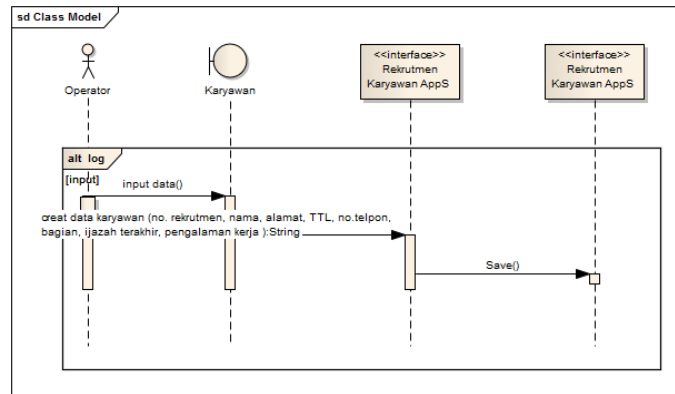 sd Class Model
Operator
Karyawan
<<interface>>
Rekrutmen
Karyawan AppS
<<interface>>
Rekrutmen
Karyawan AppS
alt log
[input]
input data()
creat data karyawan (no. rekrutmen, nama, alamat, TTL, no.telpon,
bagian, ijazah terakhir, pengalaman kerja ):String
Save()